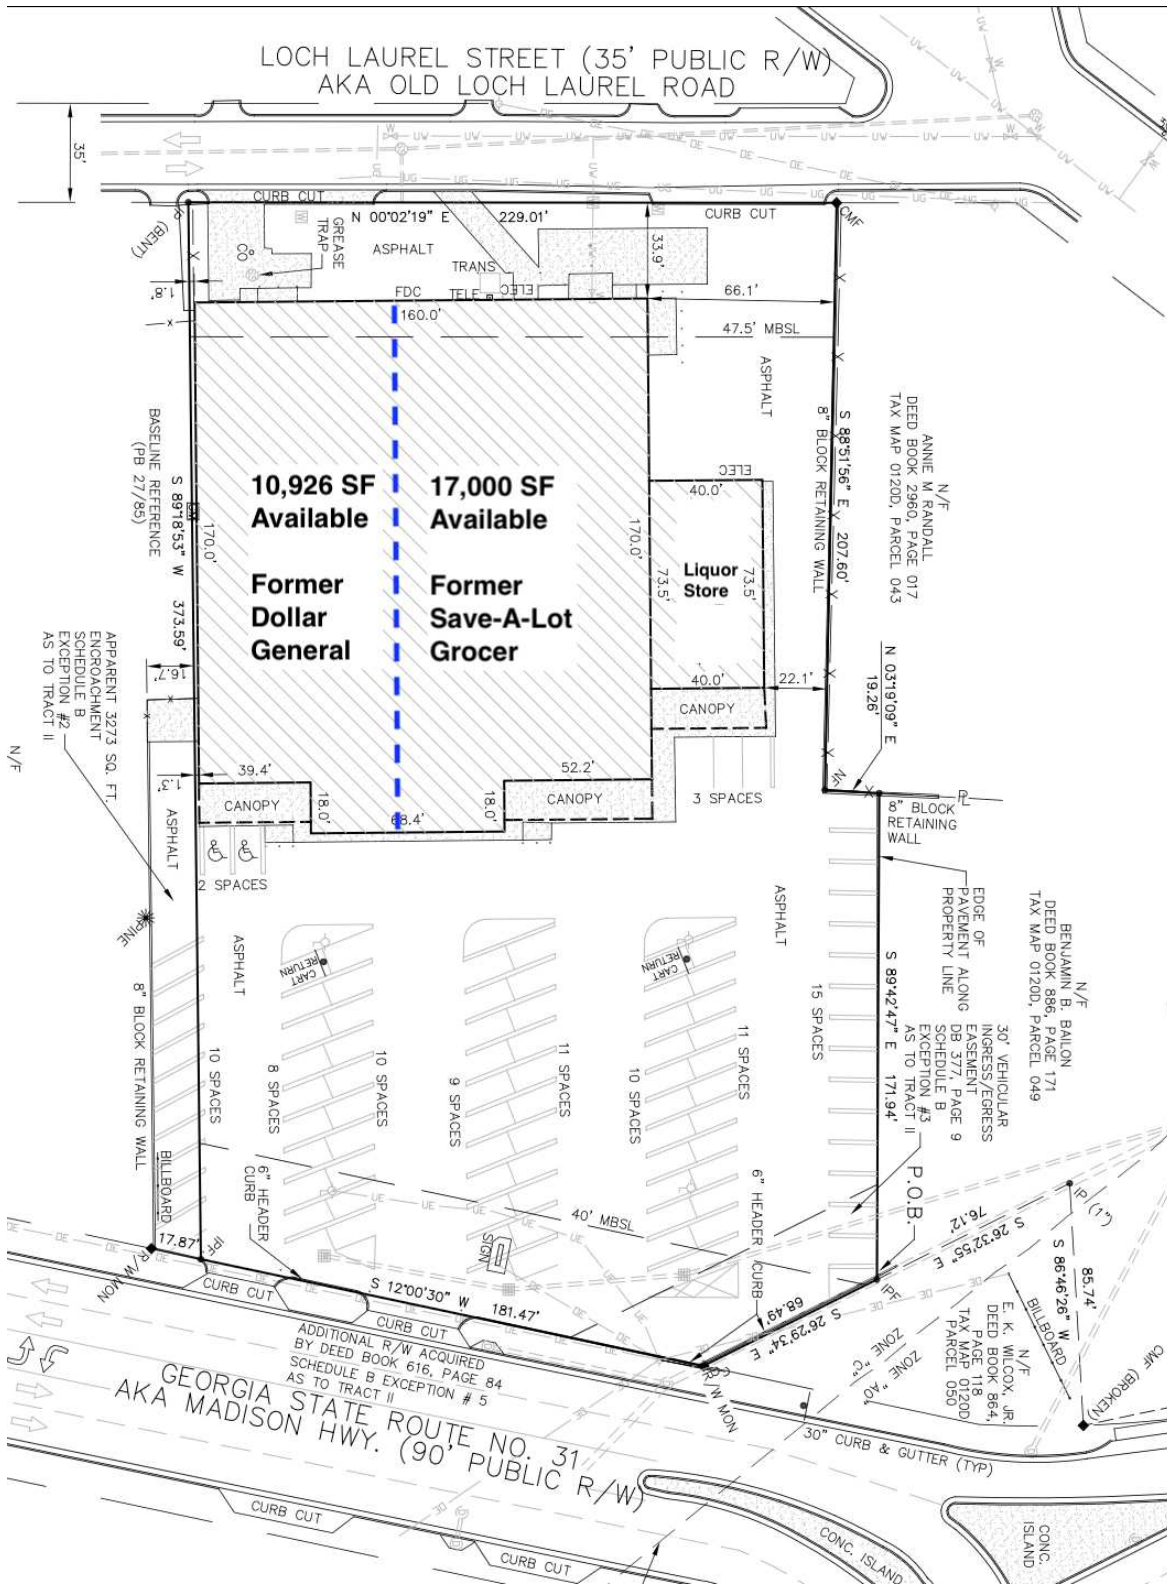 LOCH LAUREL STREET (35' PUBLIC R/W)
AKA OLD LOCH LAUREL ROAD
35'
CURB CUT
IP (BENT)
N 00°02'19" E 229.01'
CURB CUT
CMF
CO
GREASE
TRAP
ASPHALT
33.9'
TRANS
ELEC
FDC
TELE
1.8'
160.0'
66.1'
47.5' MBSL
ASPHALT
S 88°51'56" E 207.60'
8" BLOCK RETAINING WALL
N/F
ANNIE M RANDALL
DEED BOOK 2960, PAGE 017
TAX MAP 0120D, PARCEL 043
BASELINE REFERENCE
(PB 27/85)
S 89°18'53" W 373.59'
170.0'
10,926 SF
Available
Former
Dollar
General
17,000 SF
Available
Former
Save-A-Lot
Grocer
170.0'
ELEC
40.0'
73.5'
Liquor
Store
73.5'
40.0'
22.1'
CANOPY
N 03°19'09" E
19.26'
16.7'
APPARENT 3273 SQ. FT.
ENCROACHMENT
SCHEDULE B
EXCEPTION #2
AS TO TRACT II
N/F
1.3'
39.4'
CANOPY
18.0'
68.4'
18.0'
52.2'
CANOPY
3 SPACES
NF
8" BLOCK
RETAINING
WALL
ASPHALT
2 SPACES
PINE
ASPHALT
8" BLOCK RETAINING WALL
CART
RETURN
CART
RETURN
ASPHALT
EDGE OF
PAVEMENT ALONG
PROPERTY LINE
S 89°42'47" E 171.94'
N/F
BENJAMIN B. BAILON
DEED BOOK 886, PAGE 171
TAX MAP 0120D, PARCEL 049
30' VEHICULAR
INGRESS/EGRESS
EASEMENT
DB 377, PAGE 9
SCHEDULE B
EXCEPTION #3
AS TO TRACT II
10 SPACES
8 SPACES
10 SPACES
9 SPACES
11 SPACES
10 SPACES
11 SPACES
15 SPACES
P.O.B.
BILLBOARD
6" HEADER
CURB
40' MBSL
SIGN
6" HEADER
CURB
17.87'
IPF
R/W MON
S 12°00'30" W 181.47'
68.49'
S 26°29'34" E
IPF
76.12'
S 26°32'55" E
IP (1")
85.74'
S 86°46'26" W
BILLBOARD
N/F
E. K. WILCOX, JR.
DEED BOOK 864,
PAGE 118
TAX MAP 0120D
PARCEL 050
CMF (BROKEN)
ZONE "C"
ZONE "AO"
R/W MON
CURB CUT
CURB CUT
ADDITIONAL R/W ACQUIRED
BY DEED BOOK 616, PAGE 84
SCHEDULE B EXCEPTION # 5
AS TO TRACT II
GEORGIA STATE ROUTE NO. 31
AKA MADISON HWY. (90' PUBLIC R/W)
30" CURB & GUTTER (TYP)
CURB CUT
CURB CUT
CONC. ISLAND
CONC.
ISLAND